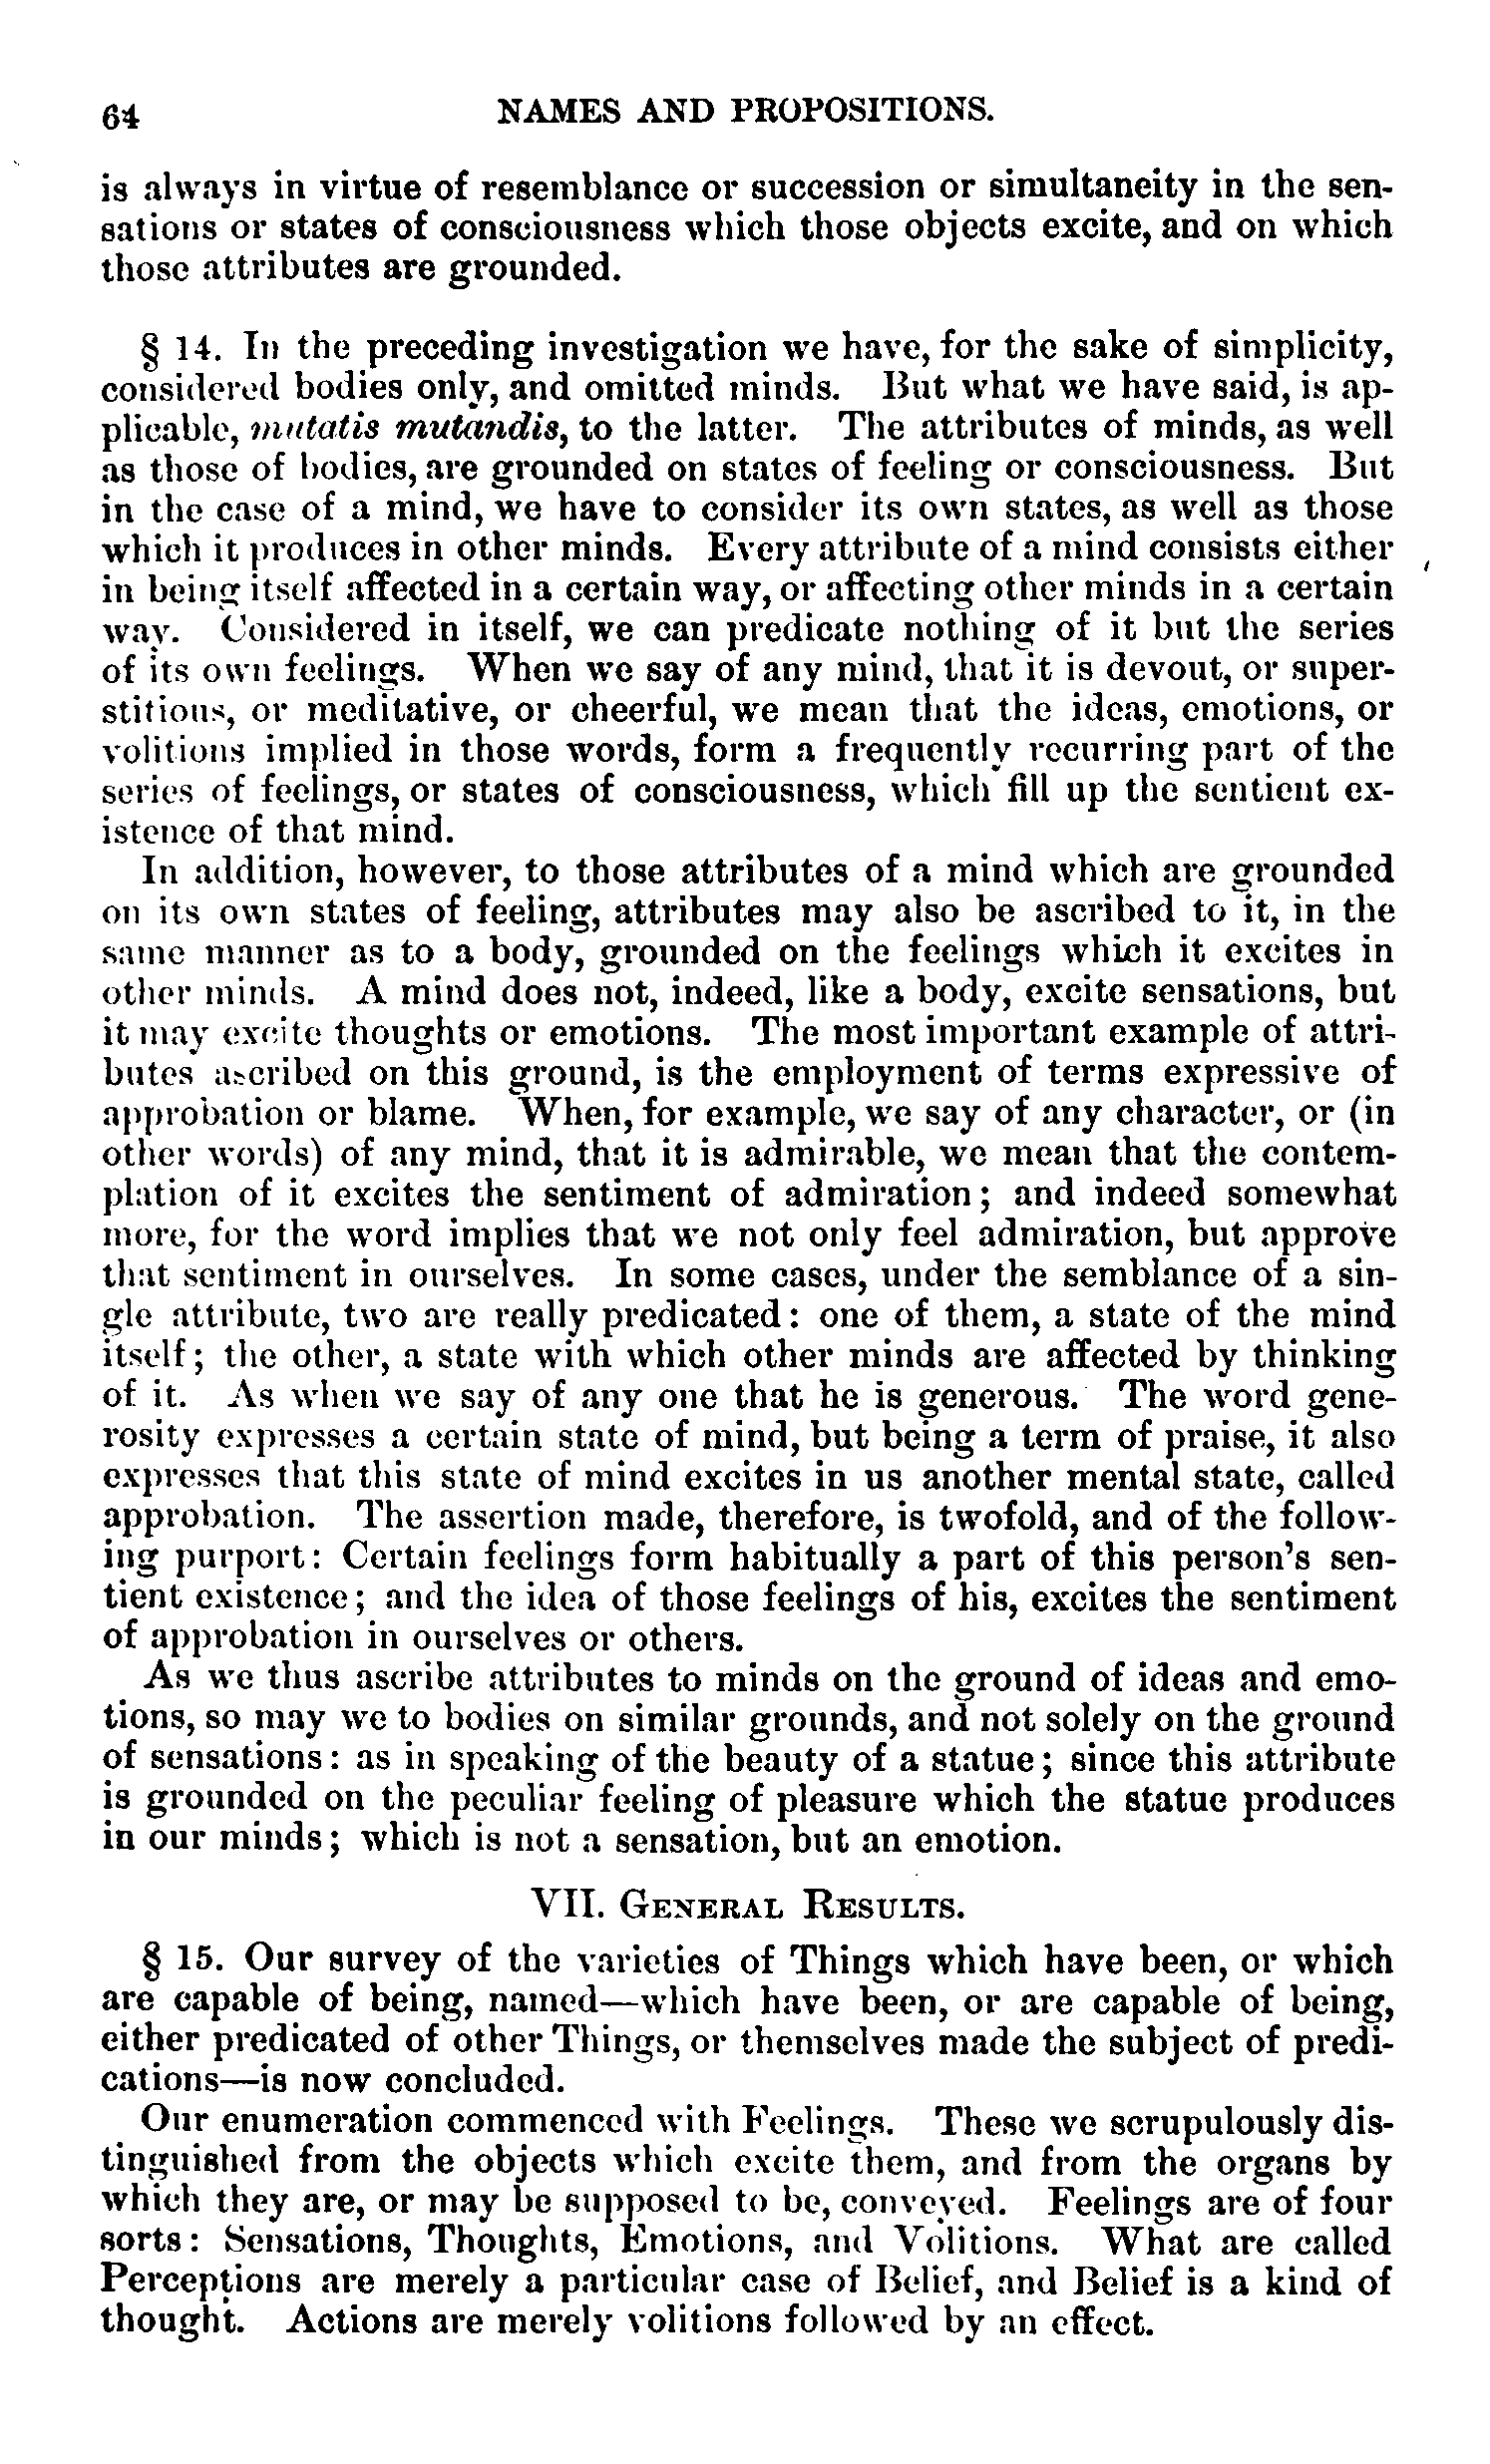 64 NAMES AND PROPOSITIONS.
is always in virtue of resemblance or succession or simultaneity in the sen-
sations or states of consciousness which those objects excite, and on which
those attributes are grounded.
§ 14. In the preceding investigation we have, for the sake of simplicity,
considered bodies only, and omitted minds. But what we have said, is ap-
plicable, mutatis mutandis, to the latter. The attributes of minds, as well
as those of bodies, are grounded on states of feeling or consciousness. But
in the case of a mind, we have to consider its own states, as well as those
which it produces in other minds. Every attribute of a mind consists either
in being itself affected in a certain way, or affecting other minds in a certain
way. Considered in itself, we can predicate nothing of it but the series
of its own feelings. When we say of any mind, that it is devout, or super-
stitious, or meditative, or cheerful, we mean that the ideas, emotions, or
volitions implied in those words, form a frequently recurring part of the
series of feelings, or states of consciousness, which fill up the sentient ex-
istence of that mind.
In addition, however, to those attributes of a mind which are grounded
on its own states of feeling, attributes may also be ascribed to it, in the
same manner as to a body, grounded on the feelings which it excites in
other minds. A mind does not, indeed, like a body, excite sensations, but
it may excite thoughts or emotions. The most important example of attri-
butes ascribed on this ground, is the employment of terms expressive of
approbation or blame. When, for example, we say of any character, or (in
other words) of any mind, that it is admirable, we mean that the contem-
plation of it excites the sentiment of admiration; and indeed somewhat
more, for the word implies that we not only feel admiration, but approve
that sentiment in ourselves. In some cases, under the semblance of a sin-
gle attribute, two are really predicated: one of them, a state of the mind
itself; the other, a state with which other minds are affected by thinking
of it. As when we say of any one that he is generous. The word gene-
rosity expresses a certain state of mind, but being a term of praise, it also
expresses that this state of mind excites in us another mental state, called
approbation. The assertion made, therefore, is twofold, and of the follow-
ing purport: Certain feelings form habitually a part of this person's sen-
tient existence; and the idea of those feelings of his, excites the sentiment
of approbation in ourselves or others.
As we thus ascribe attributes to minds on the ground of ideas and emo-
tions, so may we to bodies on similar grounds, and not solely on the ground
of sensations: as in speaking of the beauty of a statue; since this attribute
is grounded on the peculiar feeling of pleasure which the statue produces
in our minds; which is not a sensation, but an emotion.
VII. GENERAL RESULTS.
§ 15. Our survey of the varieties of Things which have been, or which
are capable of being, named—which have been, or are capable of being,
either predicated of other Things, or themselves made the subject of predi-
cations—is now concluded.
Our enumeration commenced with Feelings. These we scrupulously dis-
tinguished from the objects which excite them, and from the organs by
which they are, or may be supposed to be, conveyed. Feelings are of four
sorts: Sensations, Thoughts, Emotions, and Volitions. What are called
Perceptions are merely a particular case of Belief, and Belief is a kind of
thought. Actions are merely volitions followed by an effect.